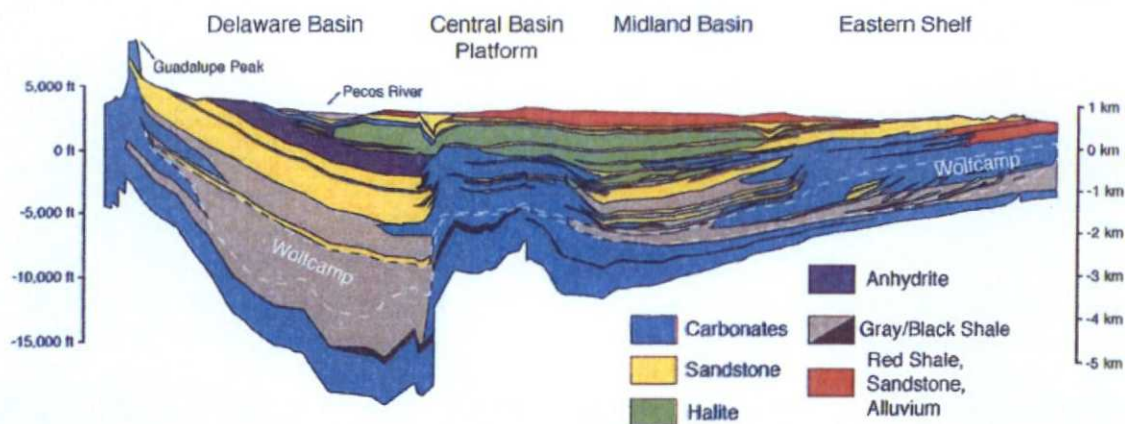 Delaware Basin
Central Basin
Platform
Midland Basin
Eastern Shelf
Guadalupe Peak
Pecos River
5,000 ft
0 ft
-5,000 ft
-10,000 ft
-15,000 ft
1 km
0 km
-1 km
-2 km
-3 km
-4 km
-5 km
Wolfcamp
Wolfcamp
Carbonates
Sandstone
Halite
Anhydrite
Gray/Black Shale
Red Shale,
Sandstone,
Alluvium